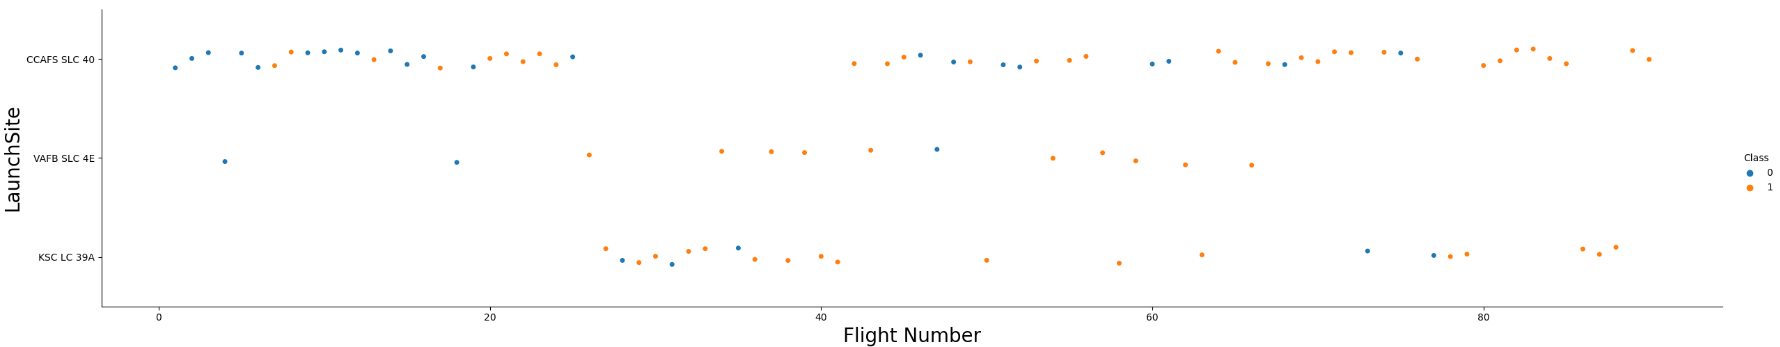 LaunchSite
CCAFS SLC 40
VAFB SLC 4E
KSC LC 39A
0
20
40
60
80
Flight Number
Class
0
1